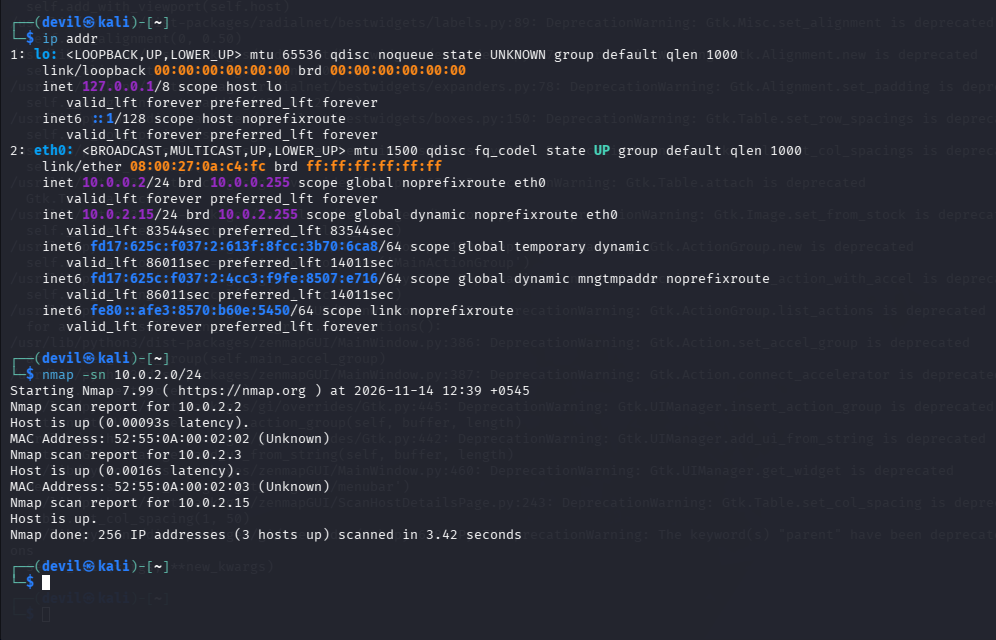 ┌──(devil㉿kali)-[~]
└─$ ip addr
1: lo: <LOOPBACK,UP,LOWER_UP> mtu 65536 qdisc noqueue state UNKNOWN group default qlen 1000
    link/loopback 00:00:00:00:00:00 brd 00:00:00:00:00:00
    inet 127.0.0.1/8 scope host lo
       valid_lft forever preferred_lft forever
    inet6 ::1/128 scope host noprefixroute
       valid_lft forever preferred_lft forever
2: eth0: <BROADCAST,MULTICAST,UP,LOWER_UP> mtu 1500 qdisc fq_codel state UP group default qlen 1000
    link/ether 08:00:27:0a:c4:fc brd ff:ff:ff:ff:ff:ff
    inet 10.0.0.2/24 brd 10.0.0.255 scope global noprefixroute eth0
       valid_lft forever preferred_lft forever
    inet 10.0.2.15/24 brd 10.0.2.255 scope global dynamic noprefixroute eth0
       valid_lft 83544sec preferred_lft 83544sec
    inet6 fd17:625c:f037:2:613f:8fcc:3b70:6ca8/64 scope global temporary dynamic
       valid_lft 86011sec preferred_lft 14011sec
    inet6 fd17:625c:f037:2:4cc3:f9fe:8507:e716/64 scope global dynamic mngtmpaddr noprefixroute
       valid_lft 86011sec preferred_lft 14011sec
    inet6 fe80::afe3:8570:b60e:5450/64 scope link noprefixroute
       valid_lft forever preferred_lft forever
┌──(devil㉿kali)-[~]
└─$ nmap -sn 10.0.2.0/24
Starting Nmap 7.99 ( https://nmap.org ) at 2026-11-14 12:39 +0545
Nmap scan report for 10.0.2.2
Host is up (0.00093s latency).
MAC Address: 52:55:0A:00:02:02 (Unknown)
Nmap scan report for 10.0.2.3
Host is up (0.0016s latency).
MAC Address: 52:55:0A:00:02:03 (Unknown)
Nmap scan report for 10.0.2.15
Host is up.
Nmap done: 256 IP addresses (3 hosts up) scanned in 3.42 seconds
┌──(devil㉿kali)-[~]
└─$